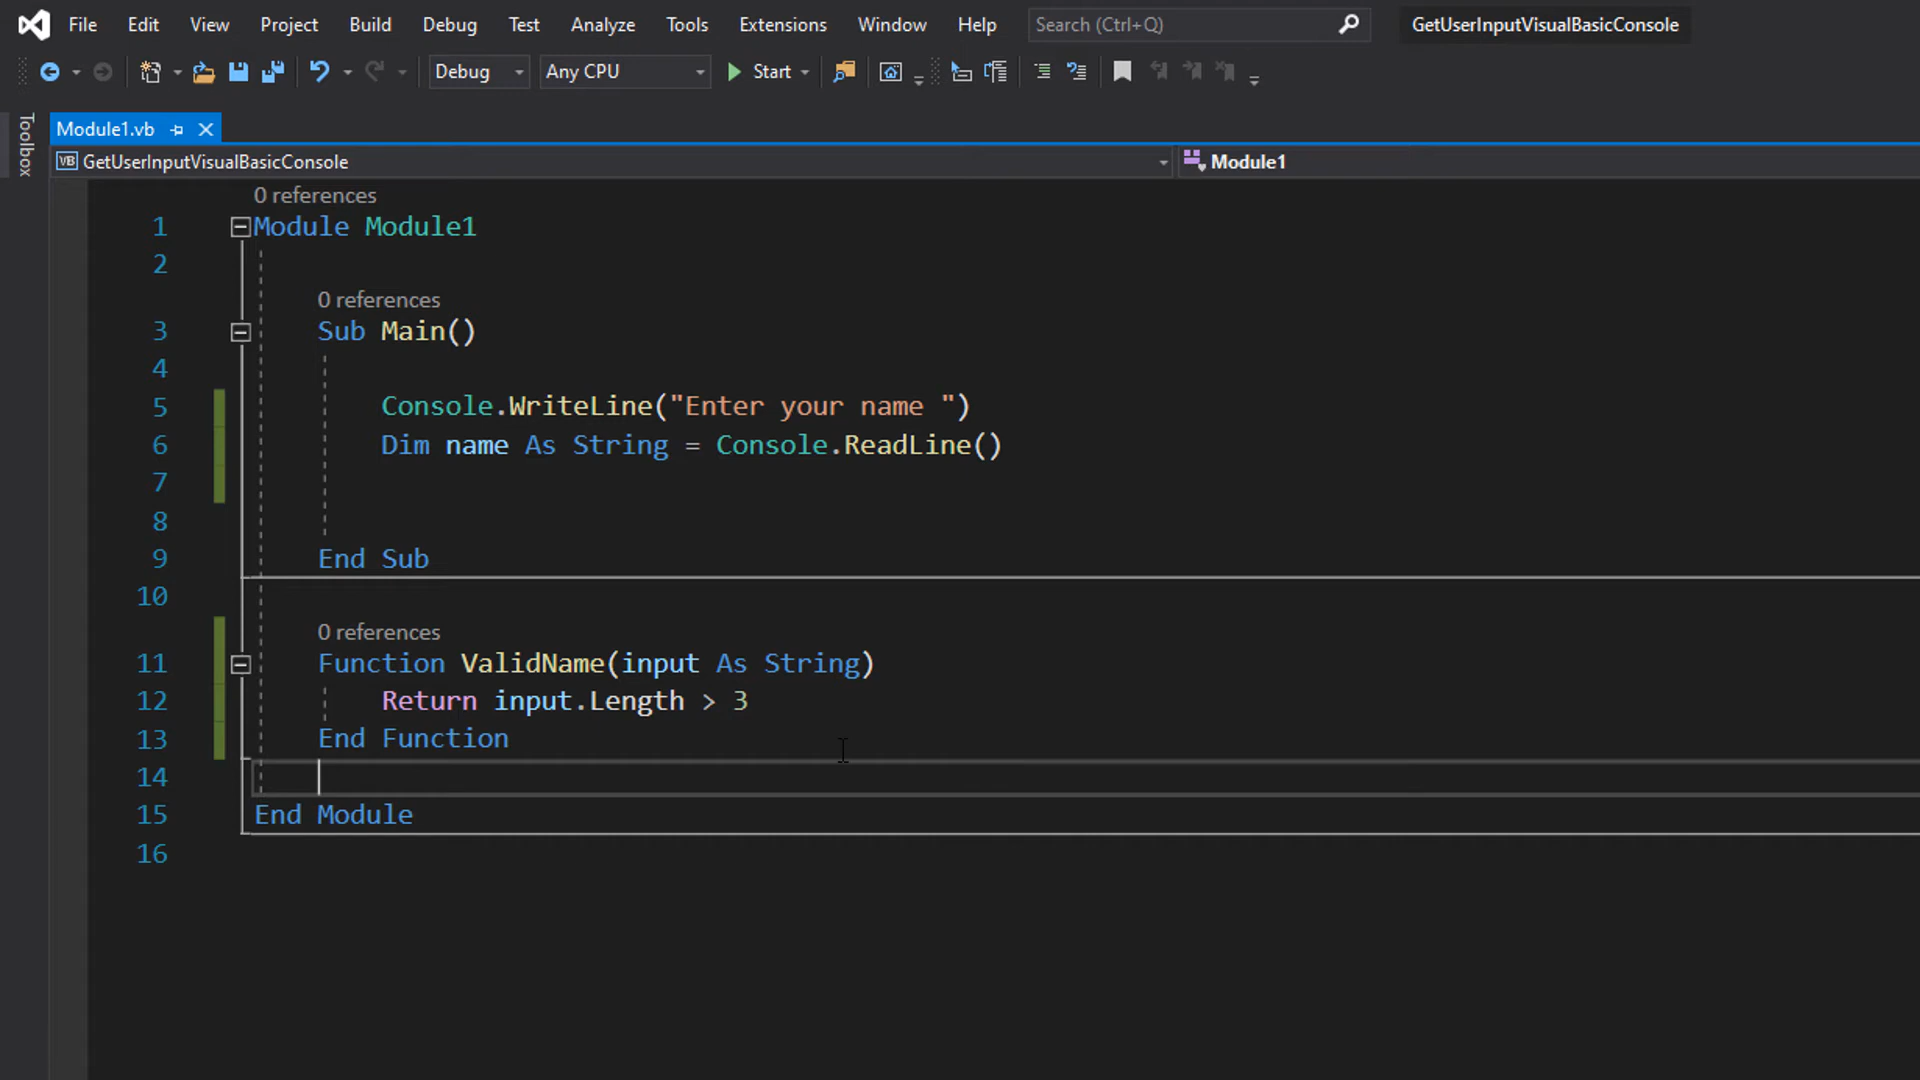 File Edit View Project Build Debug Test Analyze Tools Extensions Window Help Search (Ctrl+Q) GetUserInputVisualBasicConsole
Debug Any CPU Start
Toolbox
Module1.vb
VB GetUserInputVisualBasicConsole Module1
0 references
1 Module Module1
2
0 references
3 Sub Main()
4
5 Console.WriteLine("Enter your name ")
6 Dim name As String = Console.ReadLine()
7
8
9 End Sub
10
0 references
11 Function ValidName(input As String)
12 Return input.Length > 3
13 End Function
14
15 End Module
16